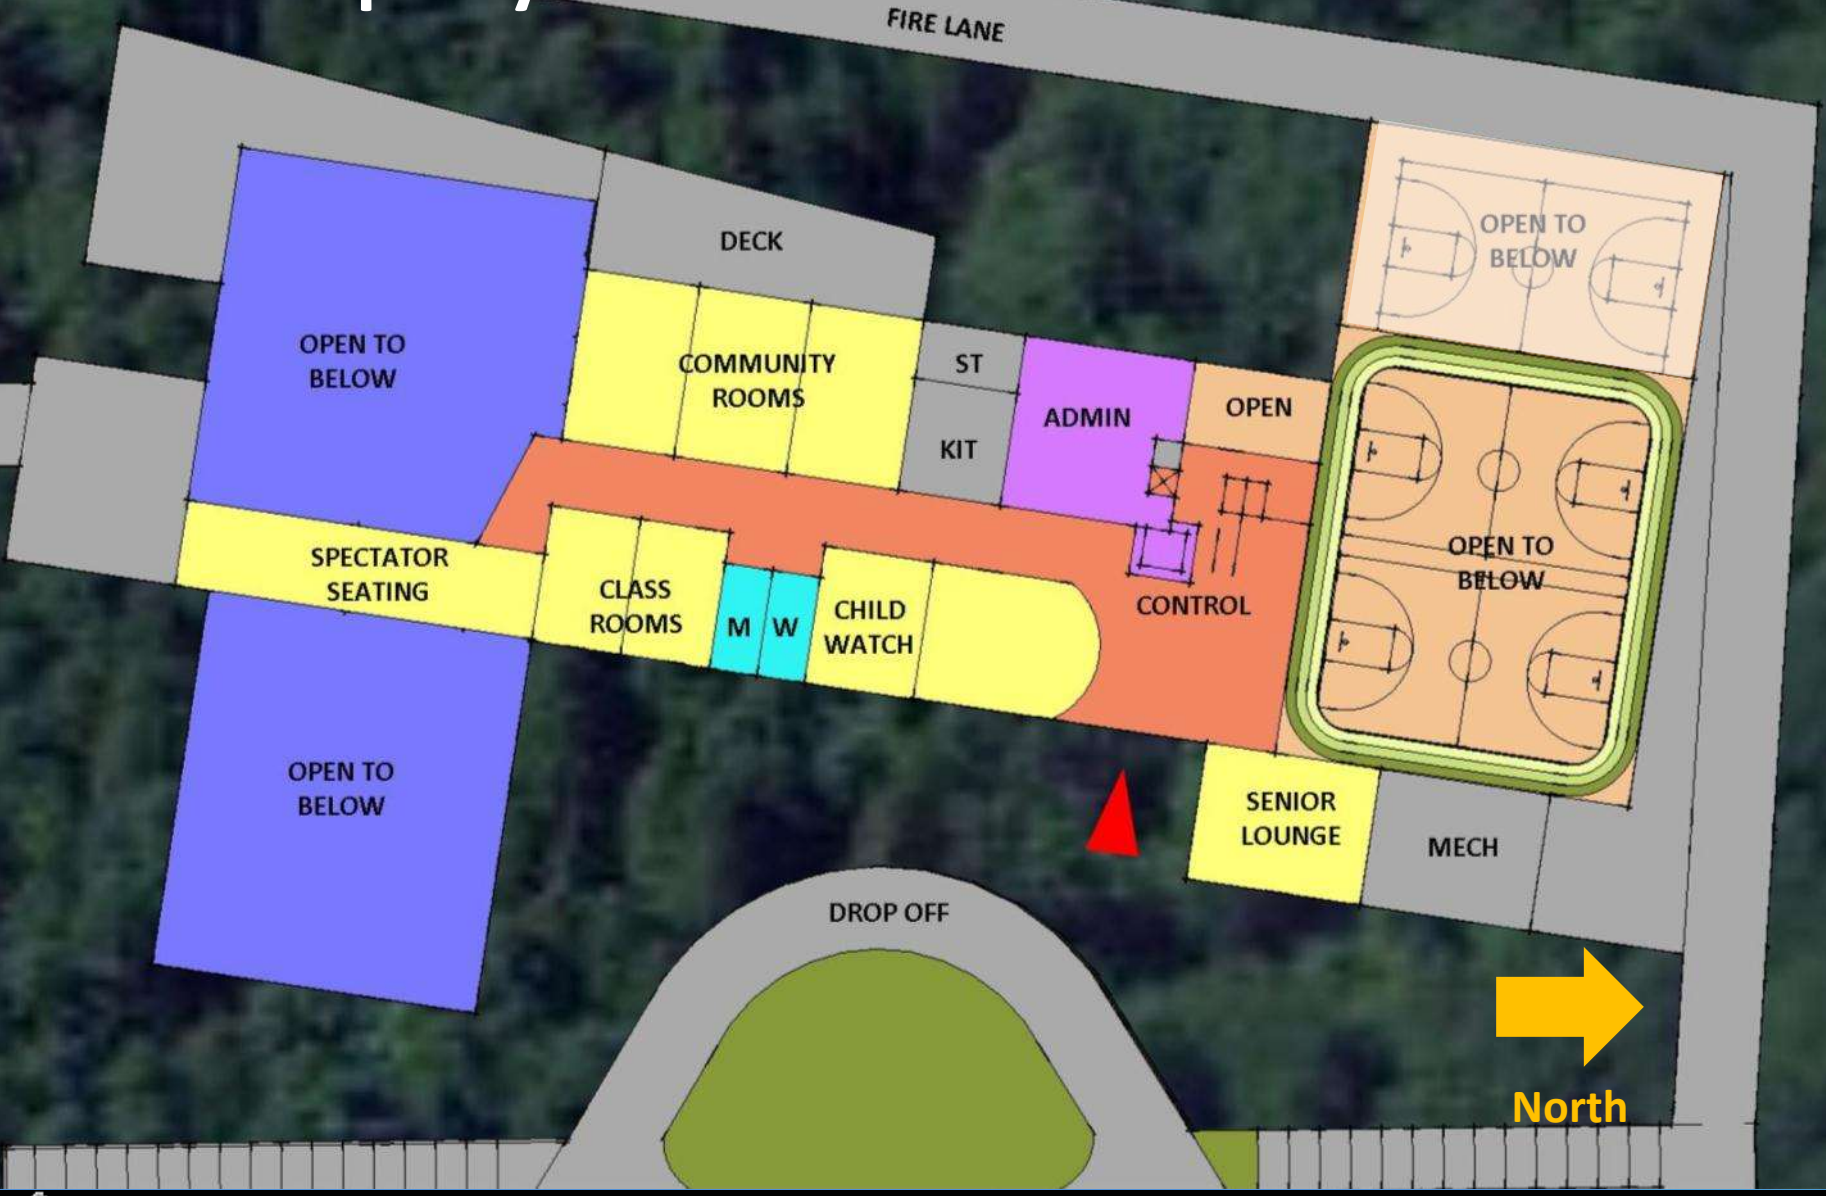 FIRE LANE
OPEN TO
BELOW
DECK
OPEN TO
BELOW
COMMUNITY
ROOMS
ST
KIT
ADMIN
OPEN
OPEN TO
BELOW
SPECTATOR
SEATING
CLASS
ROOMS
M
W
CHILD
WATCH
CONTROL
OPEN TO
BELOW
SENIOR
LOUNGE
MECH
DROP OFF
North